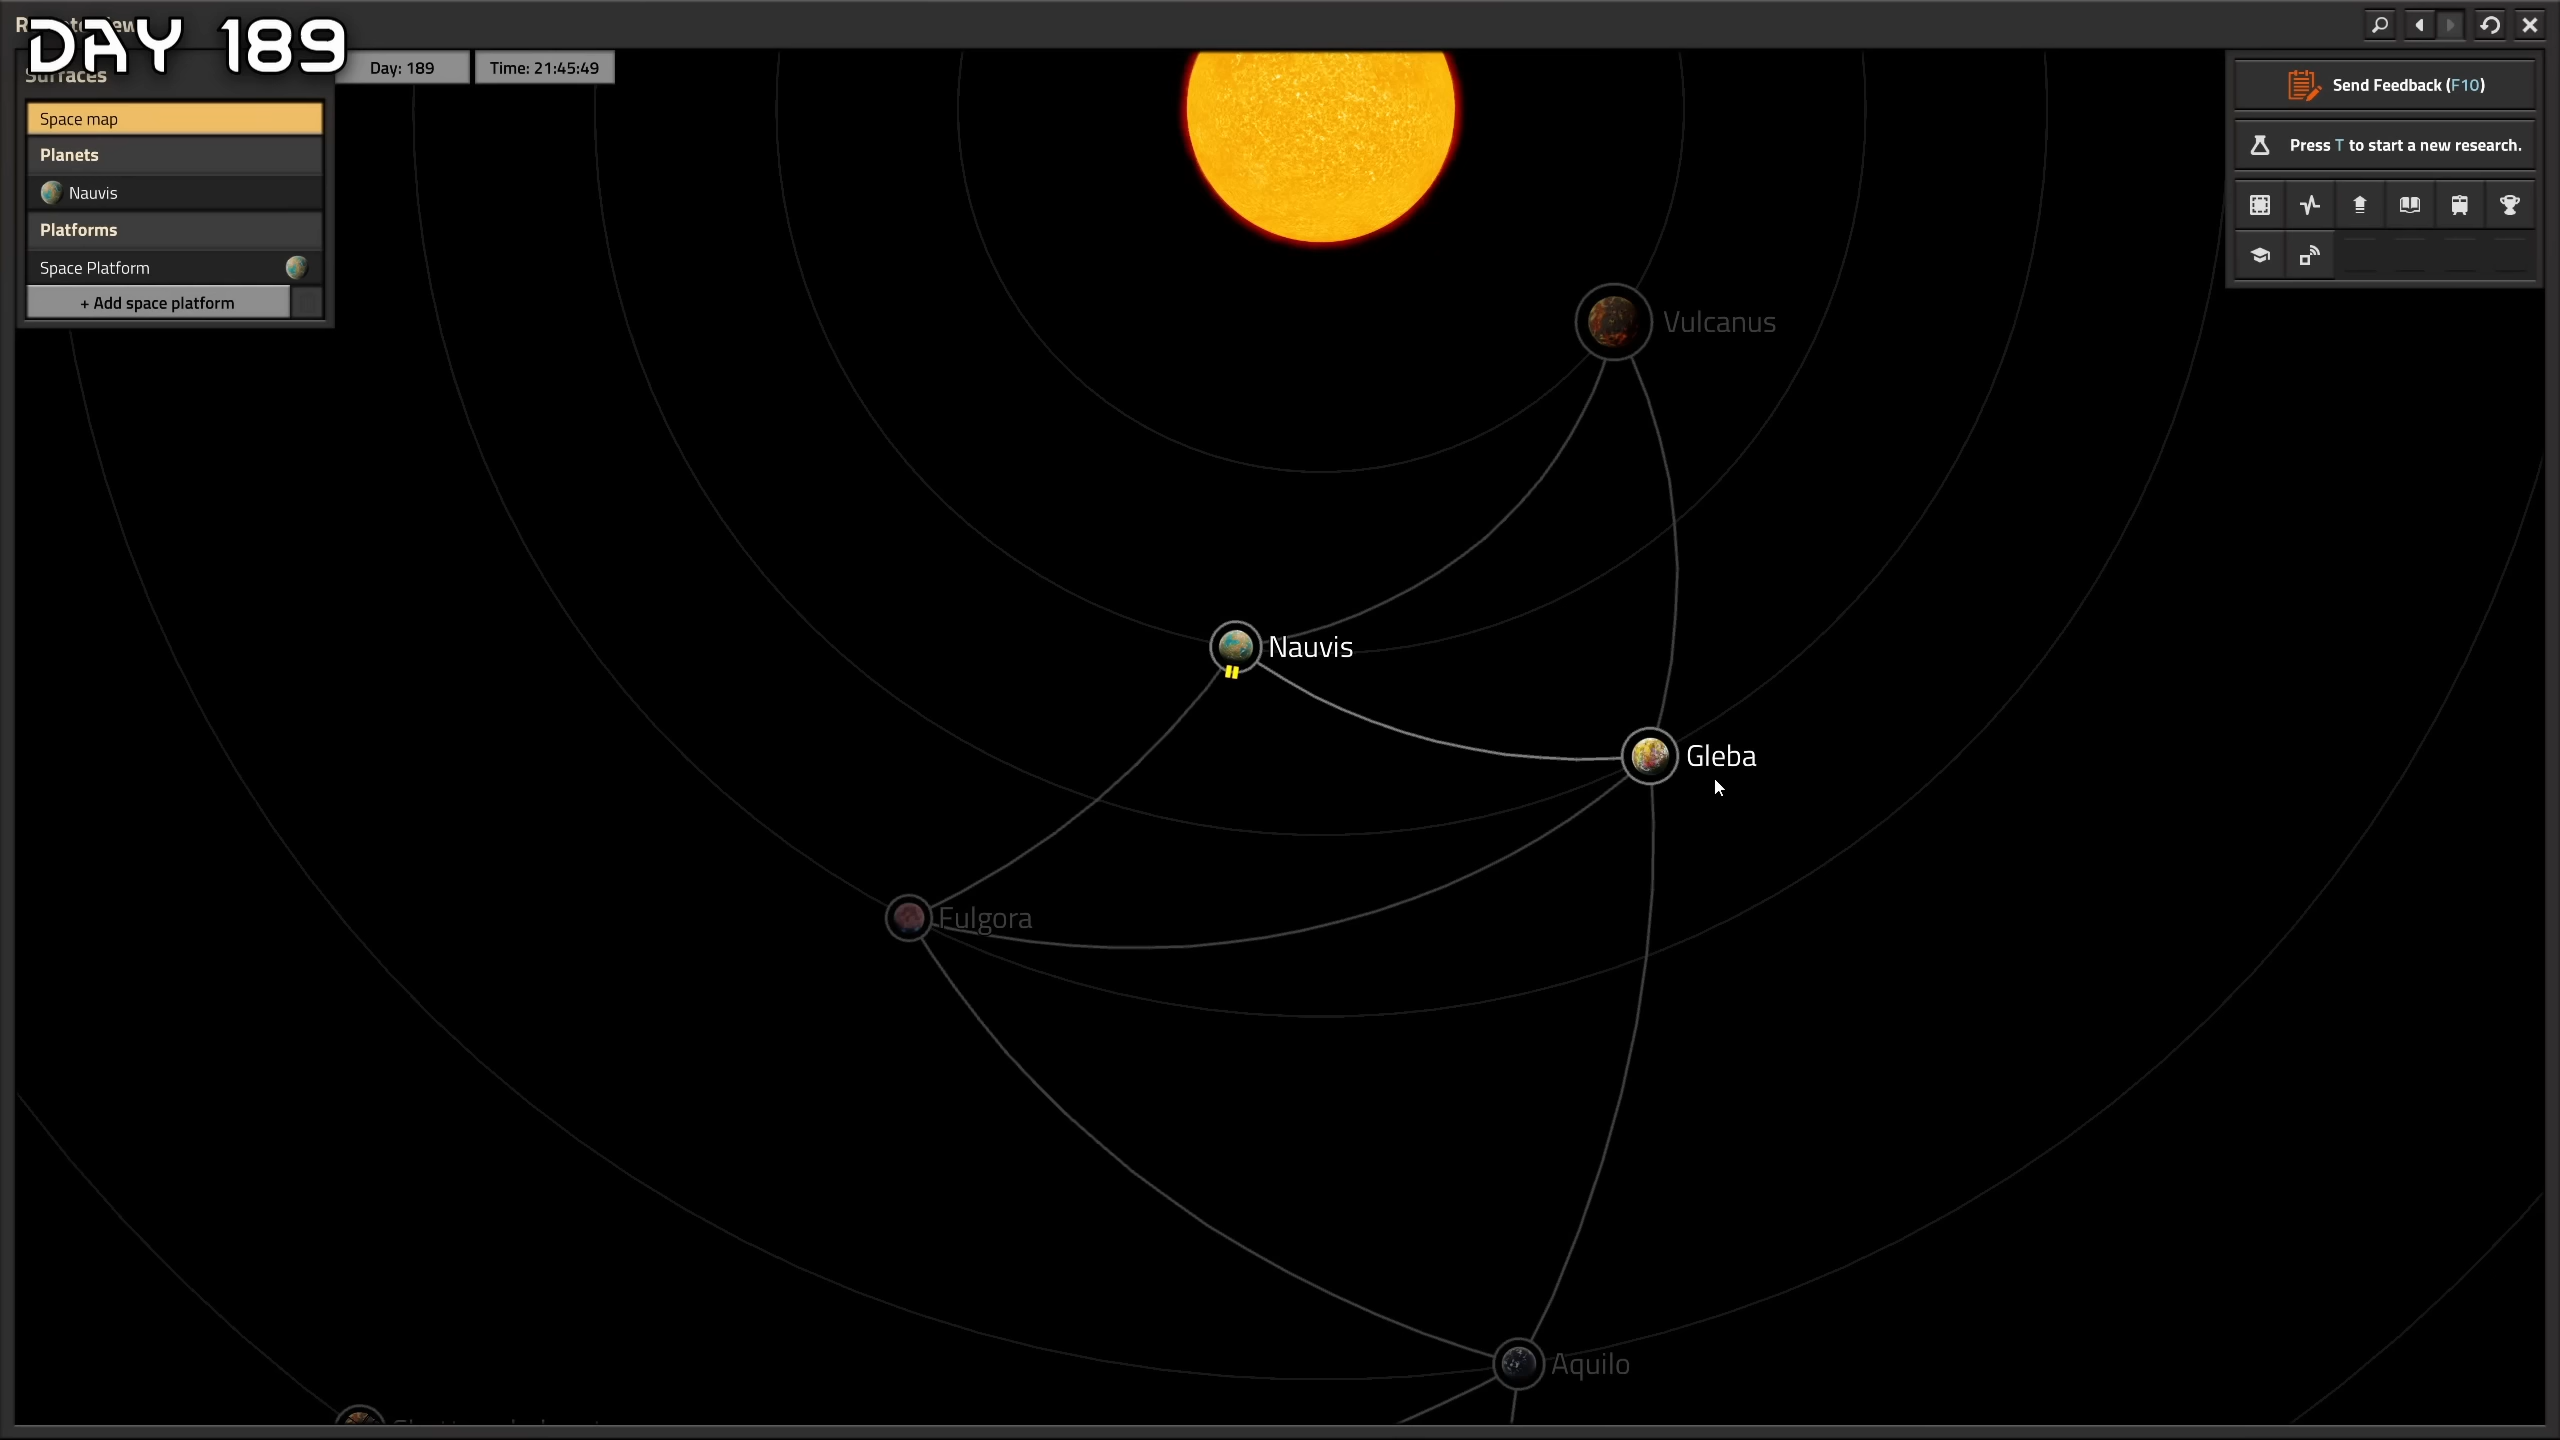 DAY 189
Surfaces
Day: 189
Time: 21:45:49
Space map
Planets
Nauvis
Platforms
Space Platform
+ Add space platform
Send Feedback (F10)
Press T to start a new research.
Vulcanus
Nauvis
Gleba
Fulgora
Aquilo